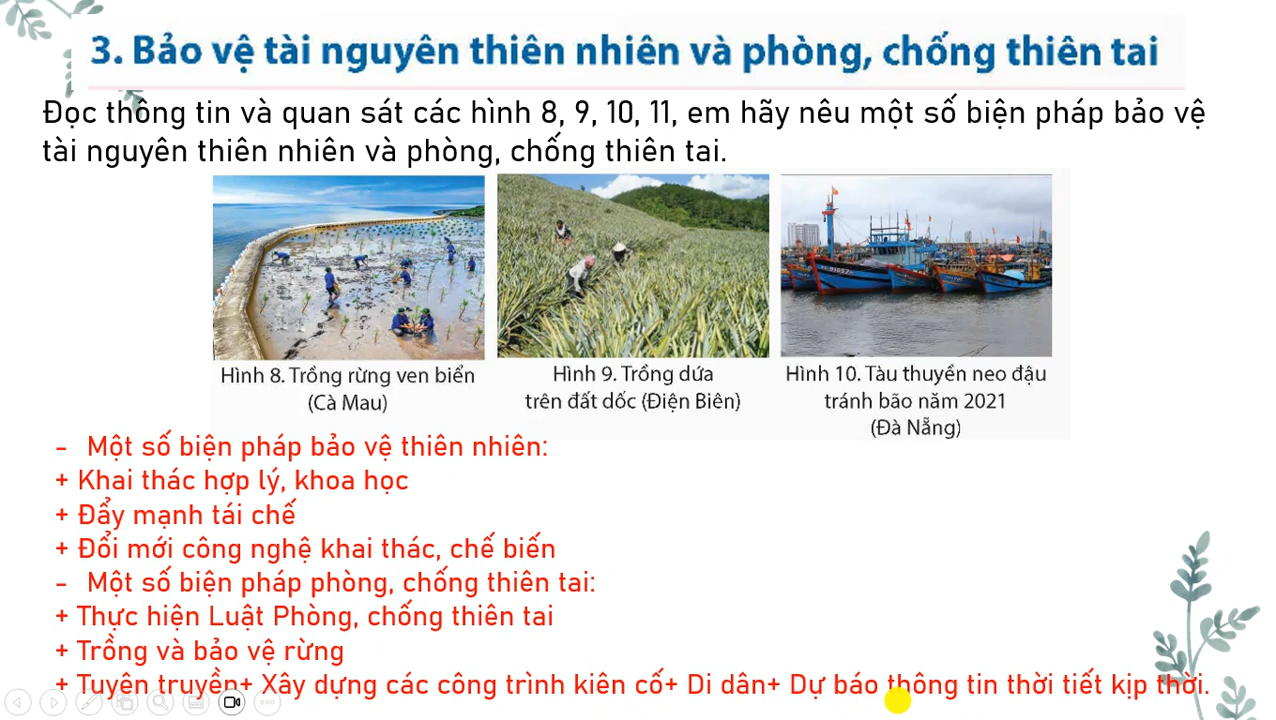 3. Bảo vệ tài nguyên thiên nhiên và phòng, chống thiên tai
Đọc thông tin và quan sát các hình 8, 9, 10, 11, em hãy nêu một số biện pháp bảo vệ
tài nguyên thiên nhiên và phòng, chống thiên tai.
Hình 8. Trồng rừng ven biển
(Cà Mau)
Hình 9. Trồng dứa
trên đất dốc (Điện Biên)
Hình 10. Tàu thuyền neo đậu
tránh bão năm 2021
(Đà Nẵng)
- Một số biện pháp bảo vệ thiên nhiên:
+ Khai thác hợp lý, khoa học
+ Đẩy mạnh tái chế
+ Đổi mới công nghệ khai thác, chế biến
- Một số biện pháp phòng, chống thiên tai:
+ Thực hiện Luật Phòng, chống thiên tai
+ Trồng và bảo vệ rừng
+ Tuyên truyền+ Xây dựng các công trình kiên cố+ Di dân+ Dự báo thông tin thời tiết kịp thời.